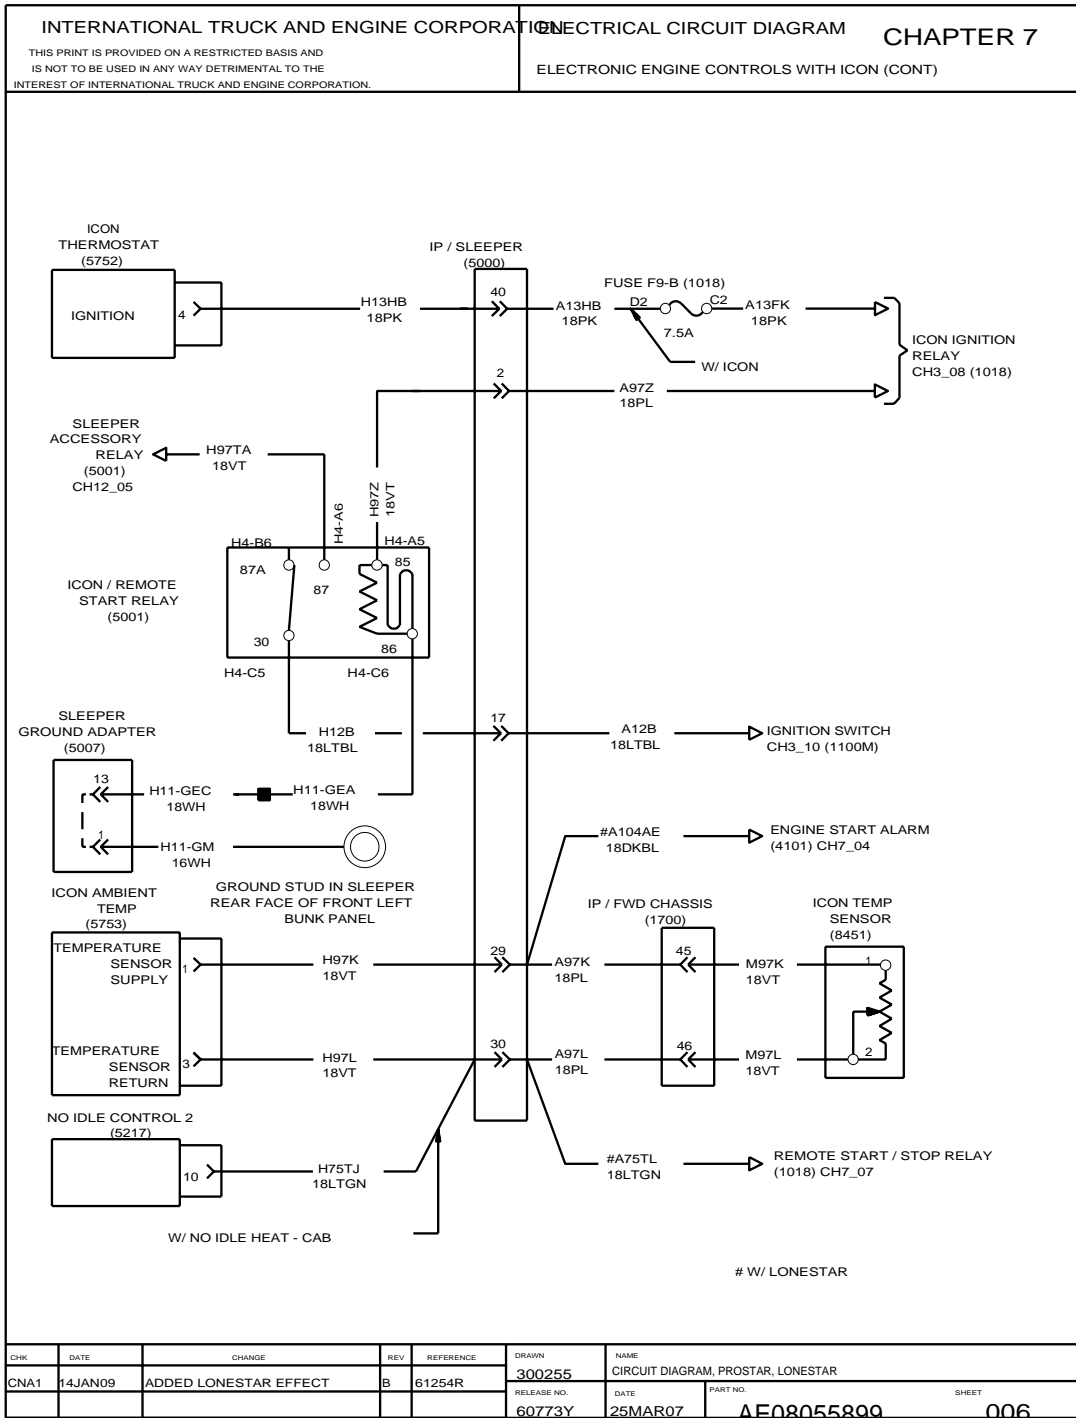 INTERNATIONAL TRUCK AND ENGINE CORPORATION
THIS PRINT IS PROVIDED ON A RESTRICTED BASIS AND
IS NOT TO BE USED IN ANY WAY DETRIMENTAL TO THE
INTEREST OF INTERNATIONAL TRUCK AND ENGINE CORPORATION.
ELECTRICAL CIRCUIT DIAGRAM
CHAPTER 7
ELECTRONIC ENGINE CONTROLS WITH ICON (CONT)
ICON
THERMOSTAT
(5752)
IGNITION
4
H13HB
18PK
IP / SLEEPER
(5000)
40
A13HB
18PK
FUSE F9-B (1018)
D2
C2
7.5A
A13FK
18PK
W/ ICON
ICON IGNITION
RELAY
CH3_08 (1018)
2
A97Z
18PL
SLEEPER
ACCESSORY
RELAY
(5001)
CH12_05
H97TA
18VT
H4-A6
H97Z
18VT
H4-B6
H4-A5
87A
87
85
30
86
ICON / REMOTE
START RELAY
(5001)
H4-C5
H4-C6
H12B
18LTBL
17
A12B
18LTBL
IGNITION SWITCH
CH3_10 (1100M)
SLEEPER
GROUND ADAPTER
(5007)
13
H11-GEC
18WH
H11-GEA
18WH
1
H11-GM
16WH
GROUND STUD IN SLEEPER
REAR FACE OF FRONT LEFT
BUNK PANEL
#A104AE
18DKBL
ENGINE START ALARM
(4101) CH7_04
ICON AMBIENT
TEMP
(5753)
TEMPERATURE
SENSOR
SUPPLY
1
H97K
18VT
29
A97K
18PL
IP / FWD CHASSIS
(1700)
45
M97K
18VT
ICON TEMP
SENSOR
(8451)
1
TEMPERATURE
SENSOR
RETURN
3
H97L
18VT
30
A97L
18PL
46
M97L
18VT
2
NO IDLE CONTROL 2
(5217)
10
H75TJ
18LTGN
#A75TL
18LTGN
REMOTE START / STOP RELAY
(1018) CH7_07
W/ NO IDLE HEAT - CAB
# W/ LONESTAR
CHK DATE CHANGE REV REFERENCE
CNA1 14JAN09 ADDED LONESTAR EFFECT B 61254R
DRAWN
300255
NAME
CIRCUIT DIAGRAM, PROSTAR, LONESTAR
RELEASE NO.
60773Y
DATE
25MAR07
PART NO.
AE08055899
SHEET
006